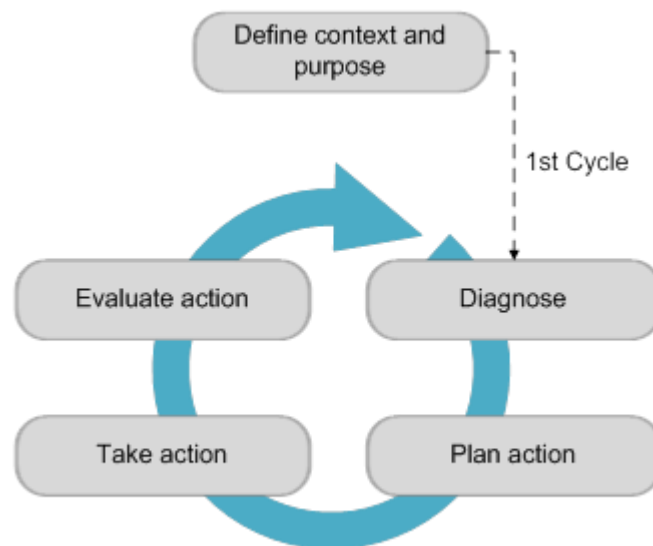 Define context and
purpose
1st Cycle
Evaluate action
Diagnose
Take action
Plan action